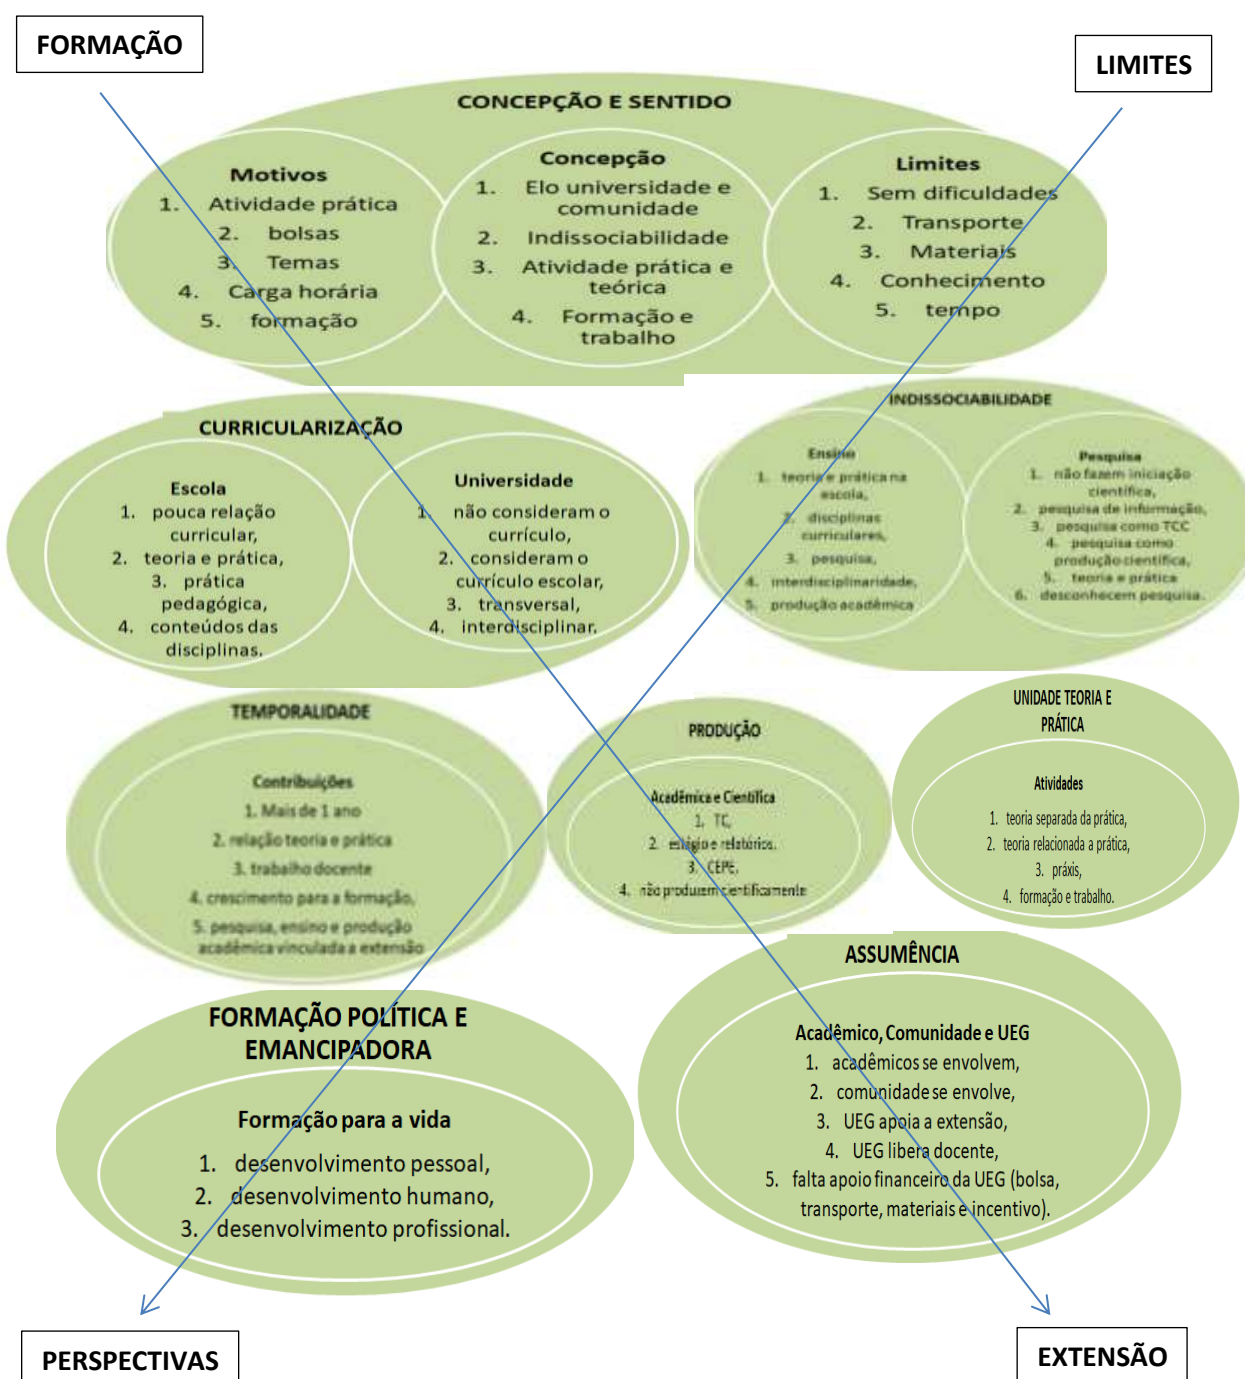 FORMAÇÃO
LIMITES
CONCEPÇÃO E SENTIDO
Motivos
1. Atividade prática
2. bolsas
3. Temas
4. Carga horária
5. formação
Concepção
1. Elo universidade e
comunidade
2. Indissociabilidade
3. Atividade prática e
teórica
4. Formação e
trabalho
Limites
1. Sem dificuldades
2. Transporte
3. Materiais
4. Conhecimento
5. tempo
CURRICULARIZAÇÃO
Escola
1. pouca relação
curricular,
2. teoria e prática,
3. prática
pedagógica,
4. conteúdos das
disciplinas.
Universidade
1. não consideram o
currículo,
2. consideram o
currículo escolar,
3. transversal,
4. interdisciplinar.
INDISSOCIABILIDADE
Ensino
1. teoria e prática na
escola,
2. disciplinas
curriculares,
3. pesquisa,
4. interdisciplinaridade,
5. produção acadêmica
Pesquisa
1. não fazem iniciação
científica,
2. pesquisa de informação,
3. pesquisa como TCC
4. pesquisa como
produção científica,
5. teoria e prática
6. desconhecem pesquisa.
TEMPORALIDADE
Contribuições
1. Mais de 1 ano
2. relação teoria e prática
3. trabalho docente
4. crescimento para a formação,
5. pesquisa, ensino e produção
acadêmica vinculada a extensão
PRODUÇÃO
Acadêmica e Científica
1. TC,
2. estágio e relatórios.
3. CEPE,
4. não produzem cientificamente
UNIDADE TEORIA E
PRÁTICA
Atividades
1. teoria separada da prática,
2. teoria relacionada a prática,
3. práxis,
4. formação e trabalho.
FORMAÇÃO POLÍTICA E
EMANCIPADORA
Formação para a vida
1. desenvolvimento pessoal,
2. desenvolvimento humano,
3. desenvolvimento profissional.
ASSUMÊNCIA
Acadêmico, Comunidade e UEG
1. acadêmicos se envolvem,
2. comunidade se envolve,
3. UEG apoia a extensão,
4. UEG libera docente,
5. falta apoio financeiro da UEG (bolsa,
transporte, materiais e incentivo).
PERSPECTIVAS
EXTENSÃO